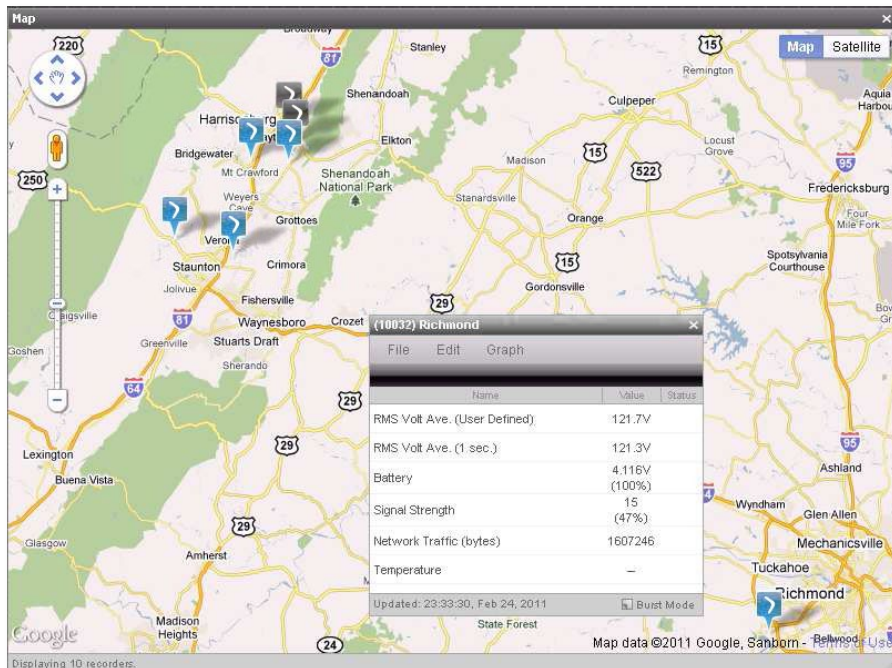 Map
Broadway
220
81
Stanley
15
Map
Satellite
Remington
Shenandoah
Culpeper
Aquia
Harbou
Elkton
Bridgewater
Mt Crawford
15
Locust
Grove
95
250
Shenandoah
National Park
Madison
522
Weyers
Cave
Stanardsville
Fredericksburg
Grottoes
Orange
Four
Mile Fork
Verona
Staunton
Crimora
15
Spotsylvania
Courthouse
Jolivue
Gordonsville
Fishersville
29
Craigsville
81
Waynesboro
Crozet
Goshen
Greenville
Stuarts Draft
Sherando
64
29
29
(10032) Richmond
File Edit Graph
Name Value Status
RMS Volt Ave. (User Defined) 121.7V
RMS Volt Ave. (1 sec.) 121.3V
Battery 4.116V
(100%)
Signal Strength 15
(47%)
Network Traffic (bytes) 1607246
Temperature –
Updated: 23:33:30, Feb 24, 2011 Burst Mode
95
Lexington
Ashland
Buena Vista
Wyndham
Glen Allen
29
Glasgow
Amherst
Mechanicsville
Tuckahoe
Richmond
Madison
Heights
State Forest
24
Google
Map data ©2011 Google, Sanborn - Terms of Use
Bellwood
Displaying 10 recorders.